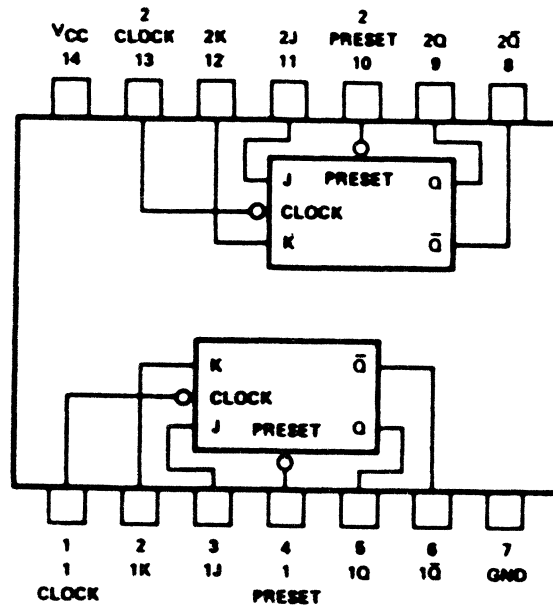 2 2
VCC CLOCK 2K 2J PRESET 2Q 2Q̅
14 13 12 11 10 9 8
J PRESET Q
CLOCK
K Q̅
K Q̅
CLOCK
J PRESET Q
1 2 3 4 5 6 7
1 1K 1J 1 1Q 1Q̅ GND
CLOCK PRESET